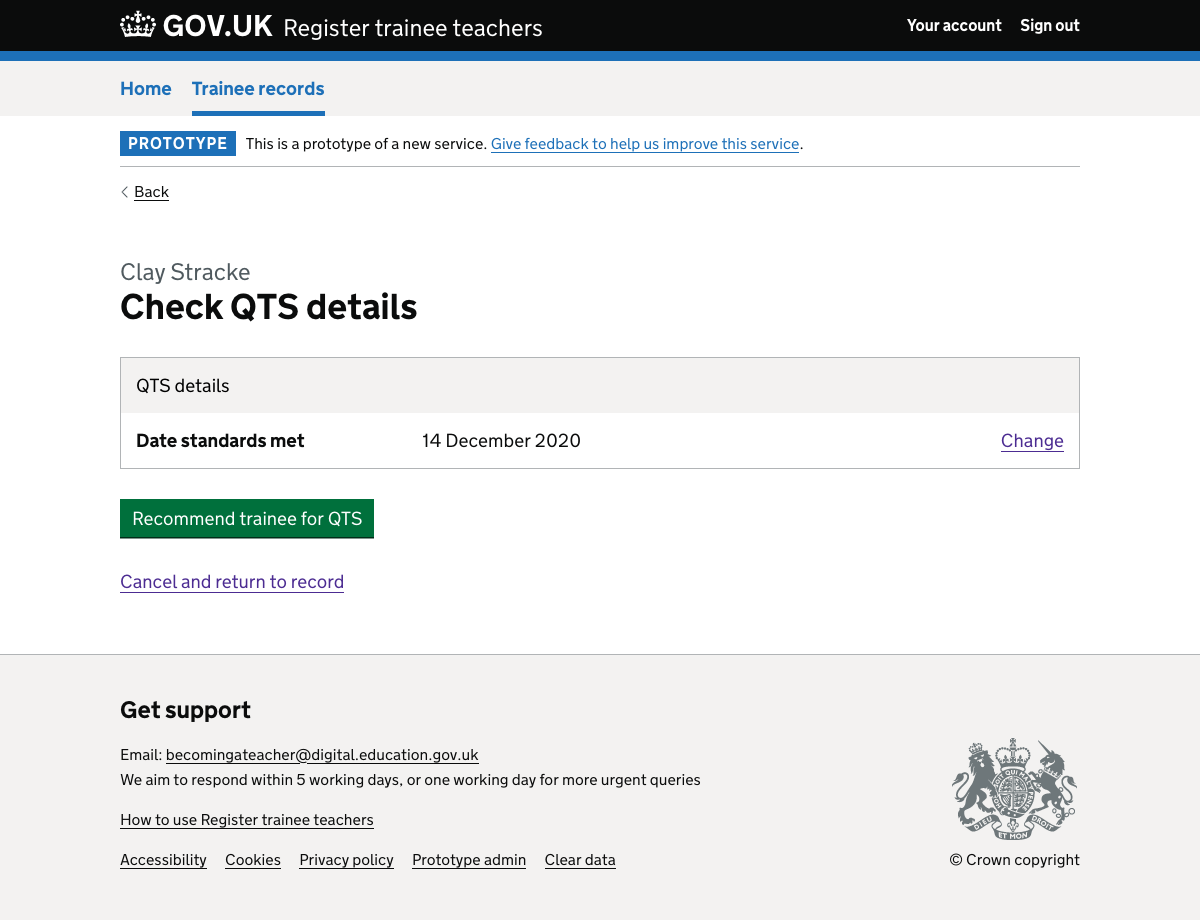 GOV.UK Register trainee teachers Your account Sign out
Home Trainee records
PROTOTYPE This is a prototype of a new service. Give feedback to help us improve this service.
Back
Clay Stracke
Check QTS details
QTS details
Date standards met 14 December 2020 Change
Recommend trainee for QTS
Cancel and return to record
Get support
Email: becomingateacher@digital.education.gov.uk
We aim to respond within 5 working days, or one working day for more urgent queries
How to use Register trainee teachers
DIEU ET MON DROIT
Accessibility Cookies Privacy policy Prototype admin Clear data © Crown copyright